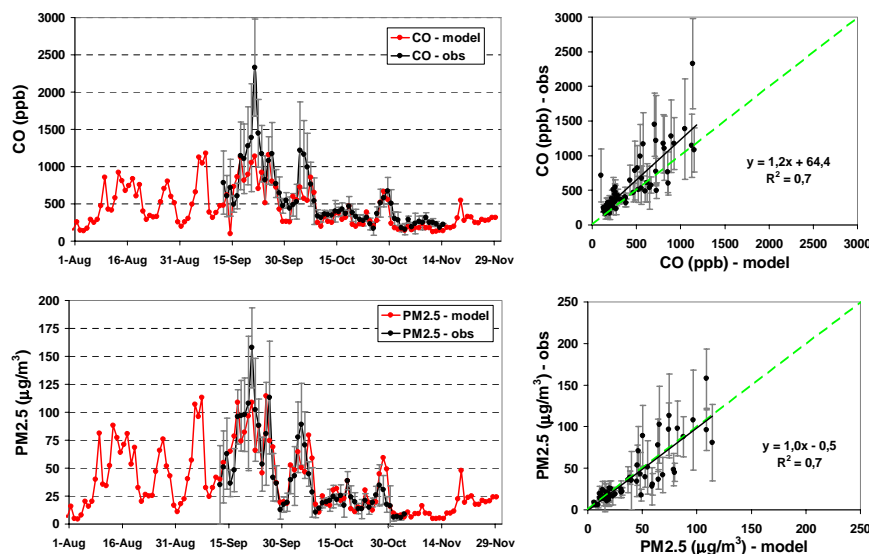 3000
2500
2000
1500
1000
500
0
CO (ppb)
CO - model
CO - obs
1-Aug 16-Aug 31-Aug 15-Sep 30-Sep 15-Oct 30-Oct 14-Nov 29-Nov
3000
2500
2000
1500
1000
500
0
CO (ppb) - obs
y = 1,2x + 64,4
R² = 0,7
0 500 1000 1500 2000 2500 3000
CO (ppb) - model
200
175
150
125
100
75
50
25
0
PM2.5 (µg/m³)
PM2.5 - model
PM2.5 - obs
1-Aug 16-Aug 31-Aug 15-Sep 30-Sep 15-Oct 30-Oct 14-Nov 29-Nov
250
200
150
100
50
0
PM2.5 (µg/m³) - obs
y = 1,0x - 0,5
R² = 0,7
0 50 100 150 200 250
PM2.5 (µg/m³) - model